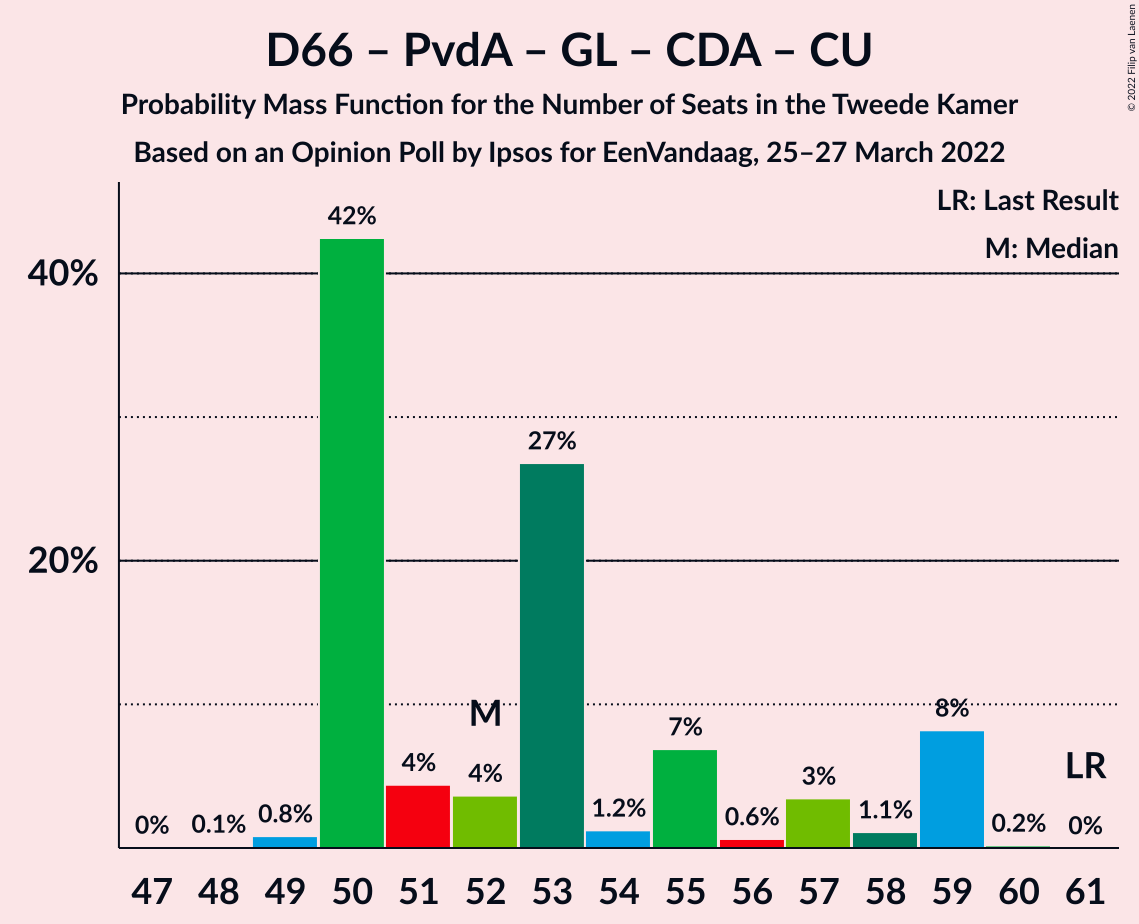 D66 – PvdA – GL – CDA – CU
Probability Mass Function for the Number of Seats in the Tweede Kamer
Based on an Opinion Poll by Ipsos for EenVandaag, 25–27 March 2022
© 2022 Filip van Laenen
LR: Last Result
M: Median
40%
20%
0%
0.1%
0.8%
42%
4%
M
4%
27%
1.2%
7%
0.6%
3%
1.1%
8%
0.2%
LR
0%
47 48 49 50 51 52 53 54 55 56 57 58 59 60 61